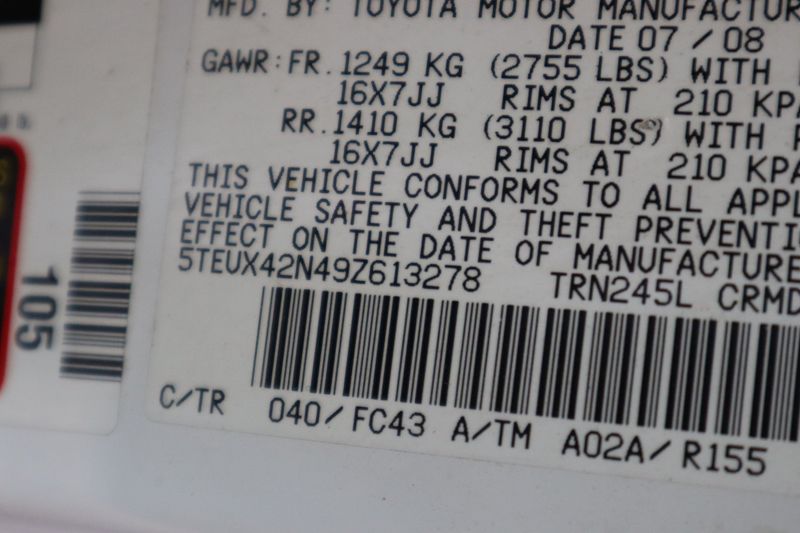 MFD. BY: TOYOTA MOTOR MANUFACTUR
DATE 07 / 08
GAWR: FR. 1249 KG (2755 LBS) WITH
16X7JJ RIMS AT 210 KPA
RR. 1410 KG (3110 LBS) WITH
16X7JJ RIMS AT 210 KPA
THIS VEHICLE CONFORMS TO ALL APPL
VEHICLE SAFETY AND THEFT PREVENTI
EFFECT ON THE DATE OF MANUFACTURE
5TEUX42N49Z613278 TRN245L CRMD
C/TR 040/FC43 A/TM A02A/R155
105